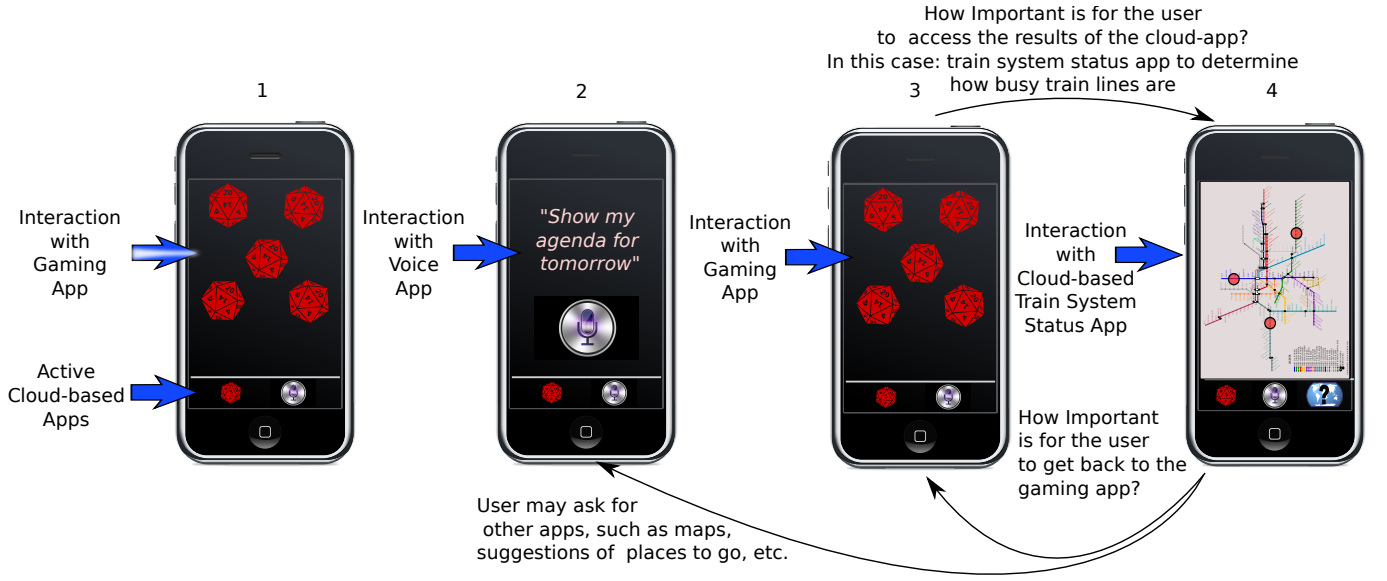 How Important is for the user
to access the results of the cloud-app?
In this case: train system status app to determine
how busy train lines are
1
2
3
4
Interaction
with
Gaming
App
Interaction
with
Voice
App
"Show my
agenda for
tomorrow"
Interaction
with
Gaming
App
Interaction
with
Cloud-based
Train System
Status App
Active
Cloud-based
Apps
?
How Important
is for the user
to get back to the
gaming app?
User may ask for
other apps, such as maps,
suggestions of places to go, etc.